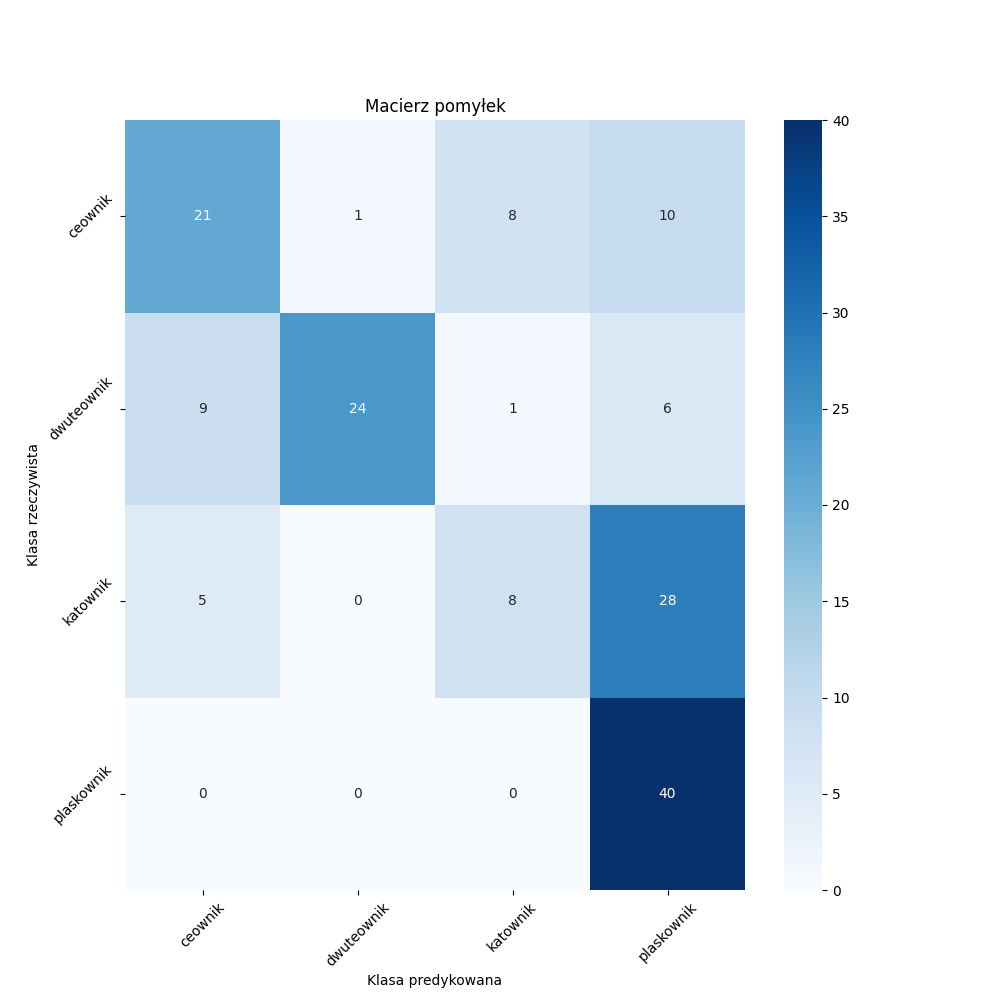 Macierz pomyłek
40
ceownik 21 1 8 10
35
30
dwuteownik 9 24 1 6
25
20
Klasa rzeczywista
katownik 5 0 8 28
15
10
plaskownik 0 0 0 40
5
0
ceownik dwuteownik katownik plaskownik
Klasa predykowana